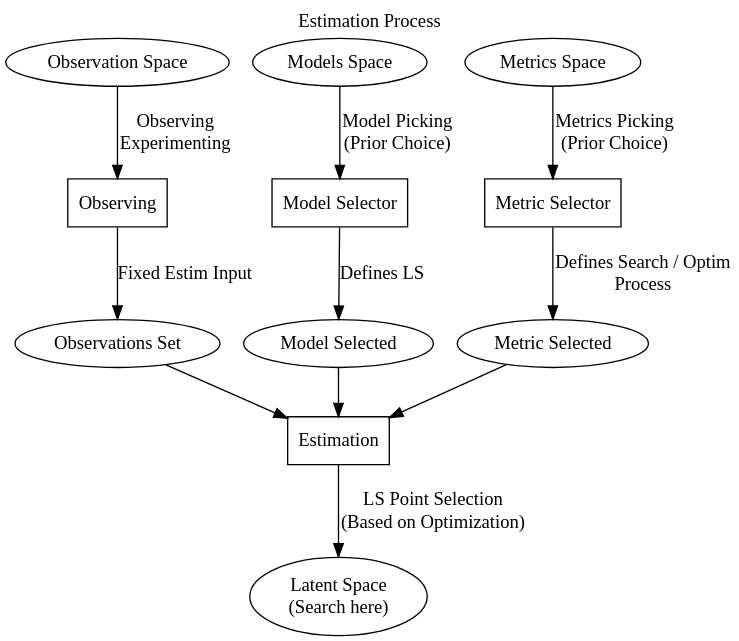 Estimation Process
Observation Space
Models Space
Metrics Space
Observing
Experimenting
Model Picking
(Prior Choice)
Metrics Picking
(Prior Choice)
Observing
Model Selector
Metric Selector
Fixed Estim Input
Defines LS
Defines Search / Optim
Process
Observations Set
Model Selected
Metric Selected
Estimation
LS Point Selection
(Based on Optimization)
Latent Space
(Search here)